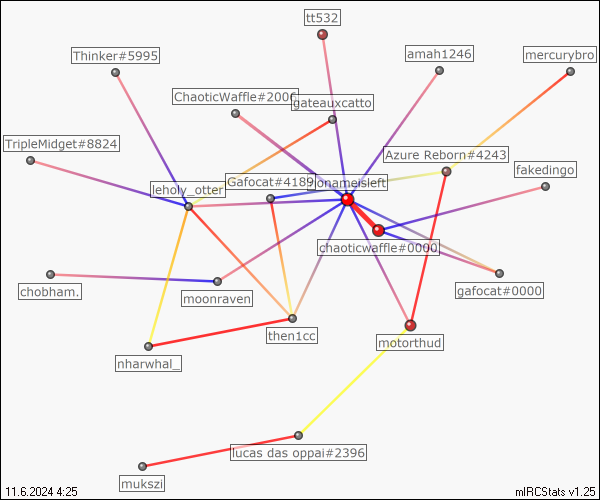 tt532
Thinker#5995
amah1246
mercurybro
ChaoticWaffle#2006
gateauxcatto
TripleMidget#8824
Azure Reborn#4243
fakedingo
leholy_otter
Gafocat#4189
nonameisleft
chaoticwaffle#0000
chobham.
moonraven
gafocat#0000
then1cc
motorthud
nharwhal_
lucas das oppai#2396
mukszi
11.6.2024 4:25
mIRCStats v1.25